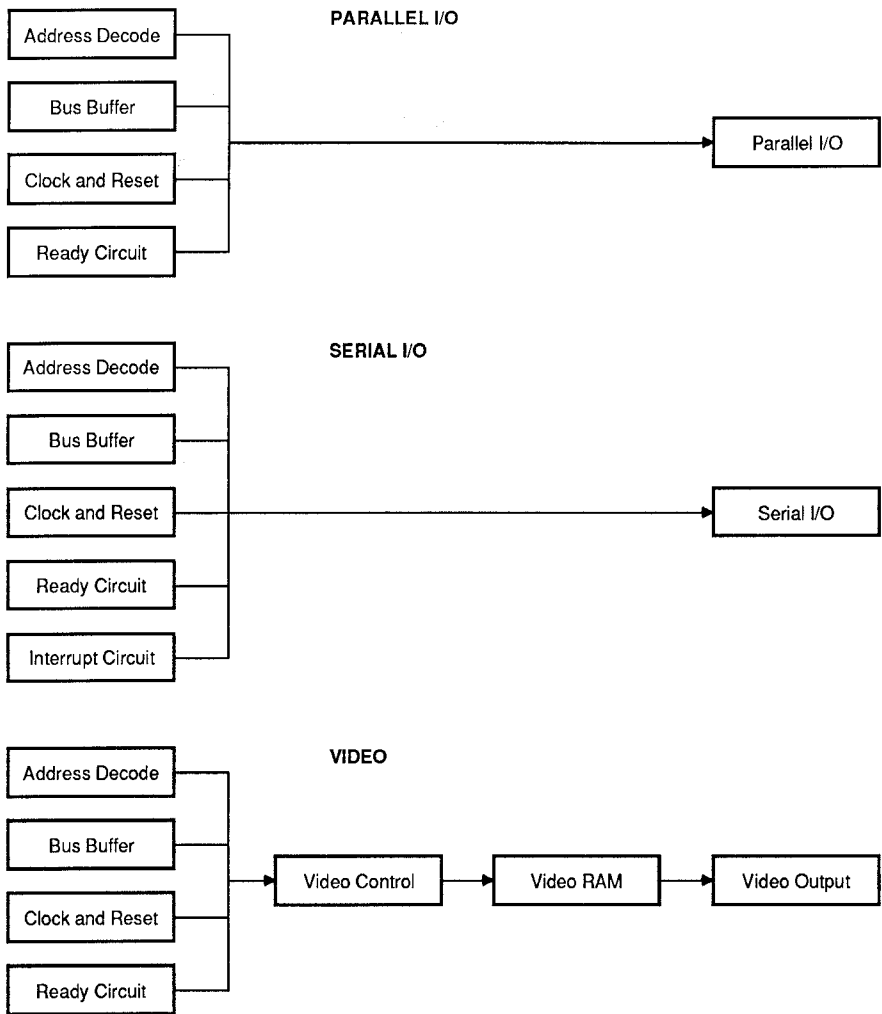 PARALLEL I/O
Address Decode
Bus Buffer
Clock and Reset
Ready Circuit
Parallel I/O
SERIAL I/O
Address Decode
Bus Buffer
Clock and Reset
Ready Circuit
Interrupt Circuit
Serial I/O
VIDEO
Address Decode
Bus Buffer
Clock and Reset
Ready Circuit
Video Control
Video RAM
Video Output